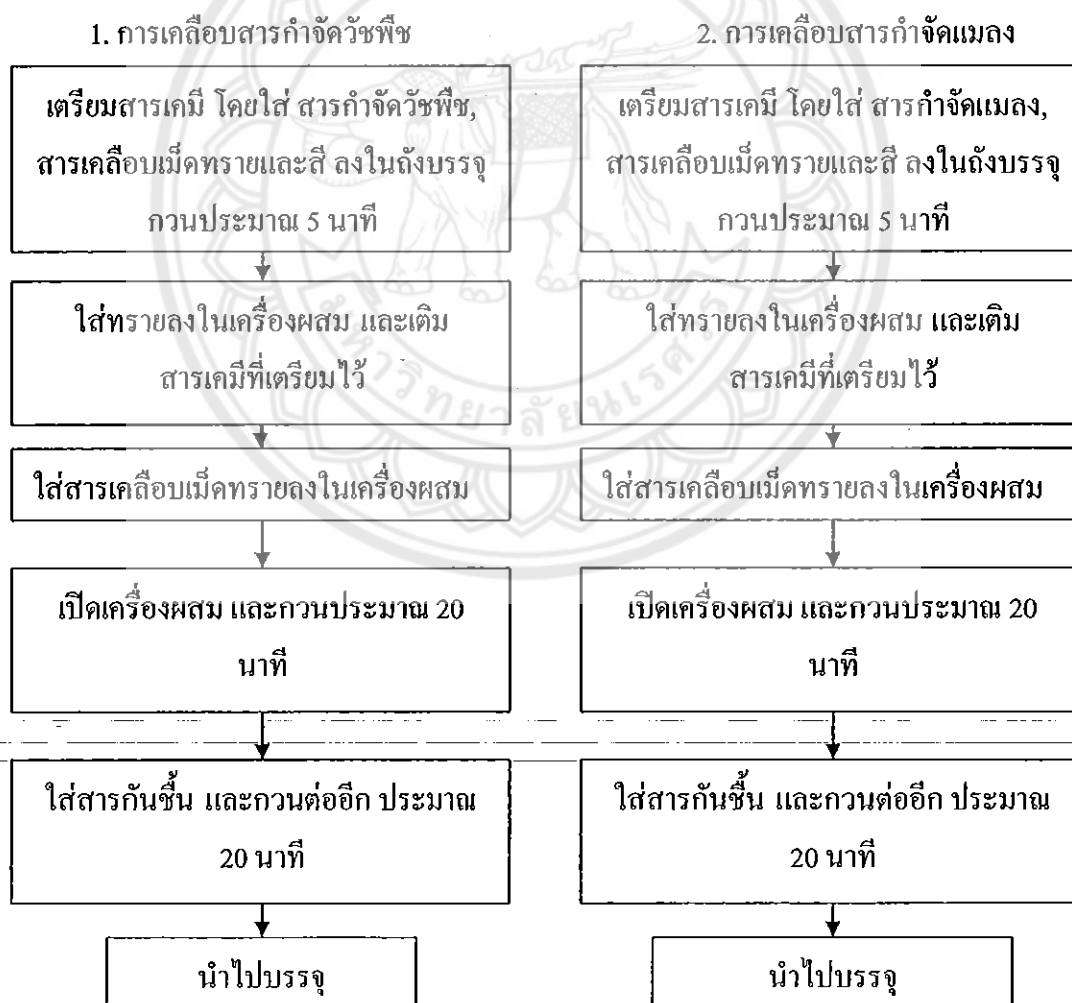 1. การเคลือบสารกำจัดวัชพืช
เตรียมสารเคมี โดยใส่ สารกำจัดวัชพืช,
สารเคลือบเม็ดทรายและสี ลงในถังบรรจุ
กวนประมาณ 5 นาที
ใส่ทรายลงในเครื่องผสม และเติม
สารเคมีที่เตรียมไว้
ใส่สารเคลือบเม็ดทรายลงในเครื่องผสม
เปิดเครื่องผสม และกวนประมาณ 20
นาที
ใส่สารกันชื้น และกวนต่ออีก ประมาณ
20 นาที
นำไปบรรจุ
2. การเคลือบสารกำจัดแมลง
เตรียมสารเคมี โดยใส่ สารกำจัดแมลง,
สารเคลือบเม็ดทรายและสี ลงในถังบรรจุ
กวนประมาณ 5 นาที
ใส่ทรายลงในเครื่องผสม และเติม
สารเคมีที่เตรียมไว้
ใส่สารเคลือบเม็ดทรายลงในเครื่องผสม
เปิดเครื่องผสม และกวนประมาณ 20
นาที
ใส่สารกันชื้น และกวนต่ออีก ประมาณ
20 นาที
นำไปบรรจุ
มหาวิทยาลัยนเรศวร